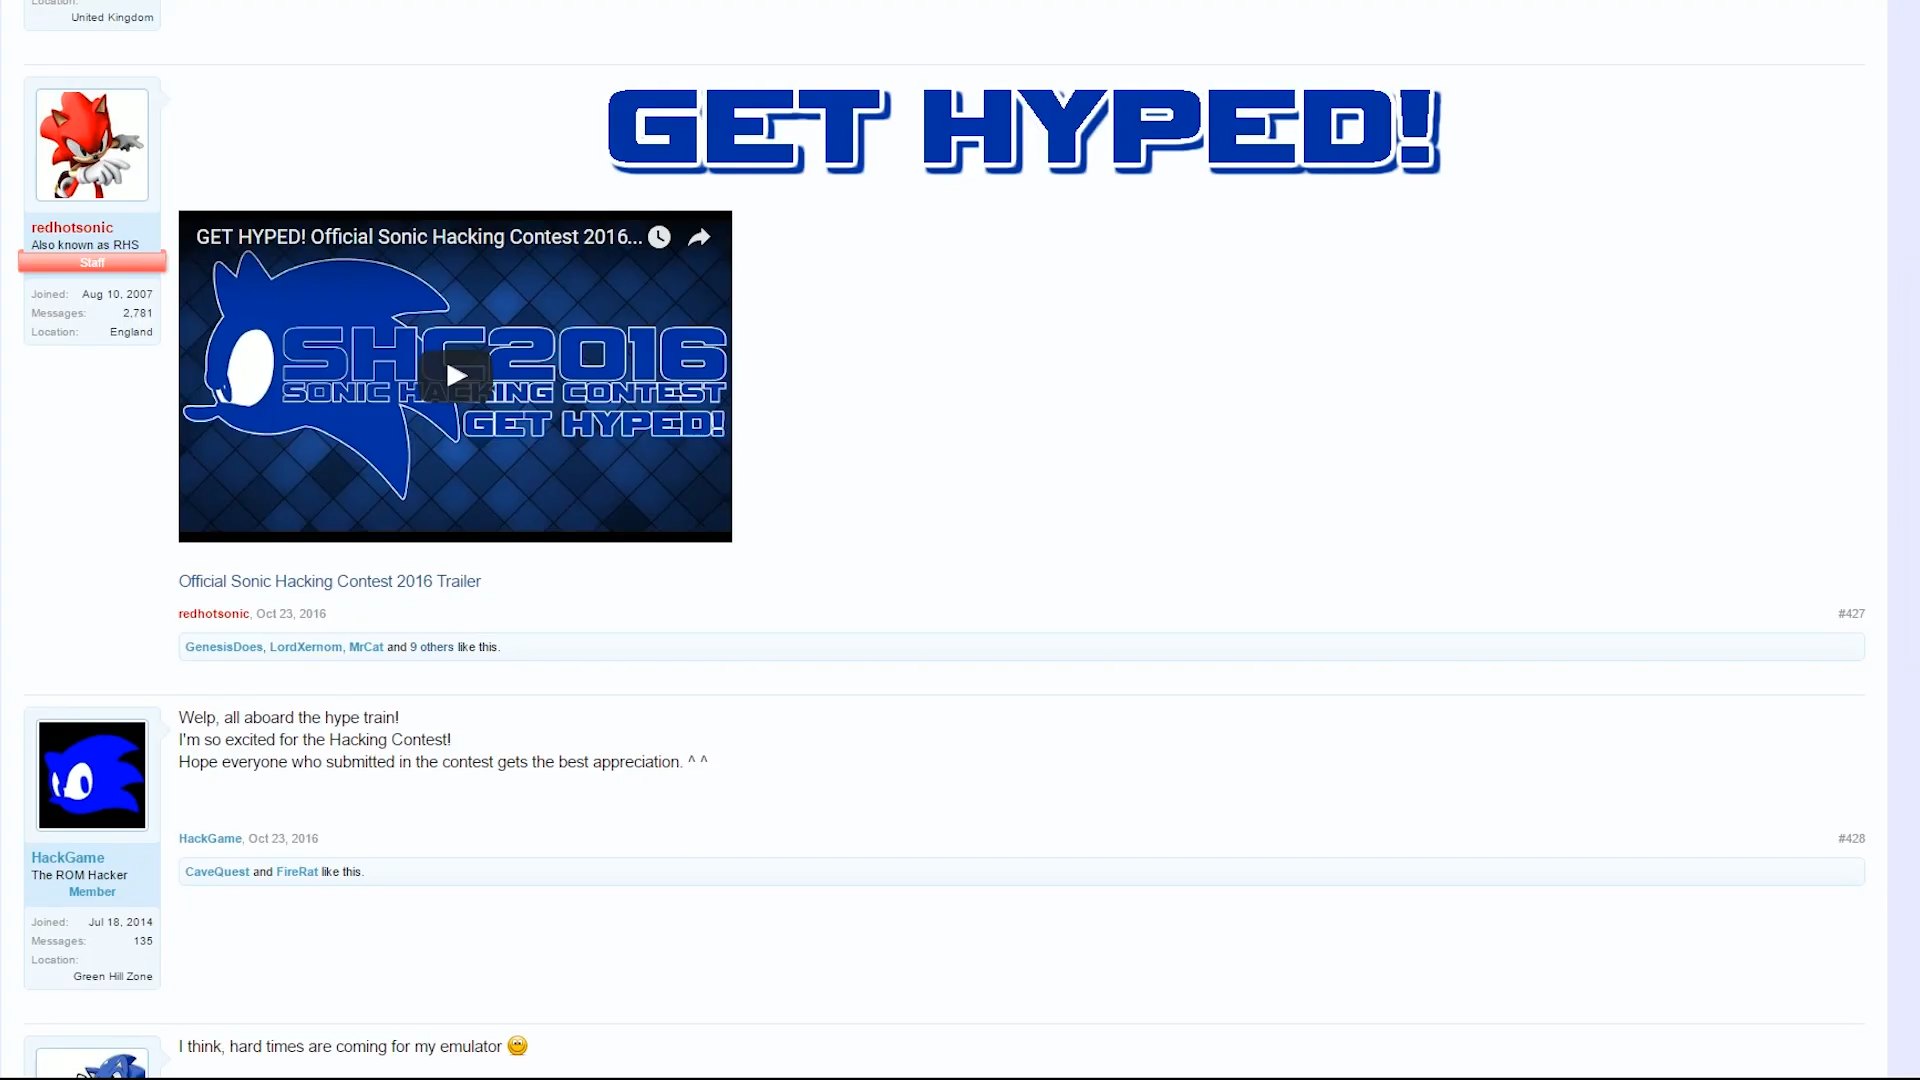 Location:
United Kingdom
GET HYPED!
redhotsonic
Also known as RHS
Staff
Joined: Aug 10, 2007
Messages: 2,781
Location: England
GET HYPED! Official Sonic Hacking Contest 2016...
SHC2016
SONIC HACKING CONTEST
GET HYPED!
Official Sonic Hacking Contest 2016 Trailer
redhotsonic, Oct 23, 2016 #427
GenesisDoes, LordXernom, MrCat and 9 others like this.
Welp, all aboard the hype train!
I'm so excited for the Hacking Contest!
Hope everyone who submitted in the contest gets the best appreciation. ^ ^
HackGame, Oct 23, 2016 #428
CaveQuest and FireRat like this.
HackGame
The ROM Hacker
Member
Joined: Jul 18, 2014
Messages: 135
Location:
Green Hill Zone
I think, hard times are coming for my emulator